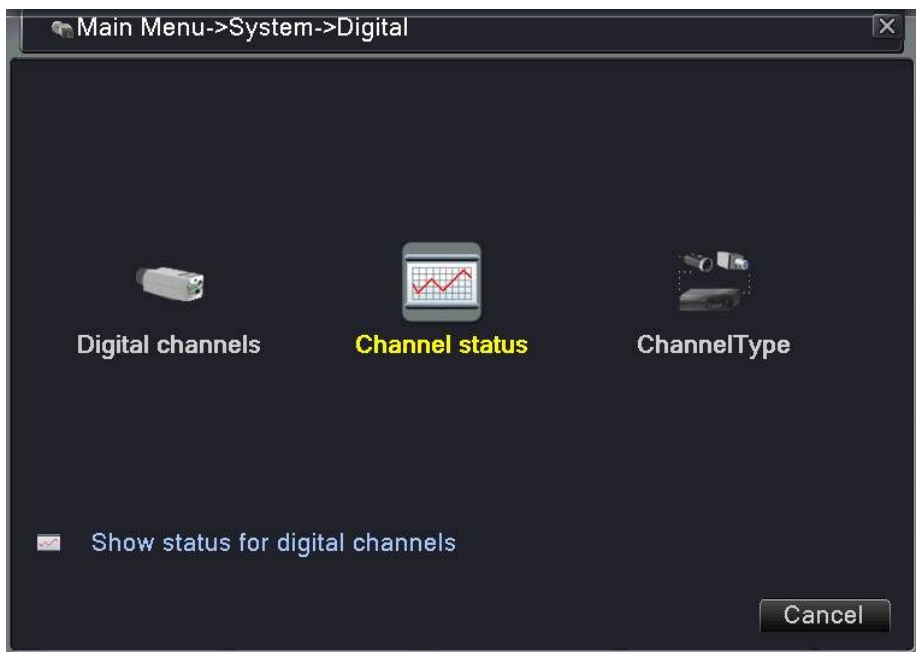 Main Menu->System->Digital
Digital channels
Channel status
ChannelType
Show status for digital channels
Cancel